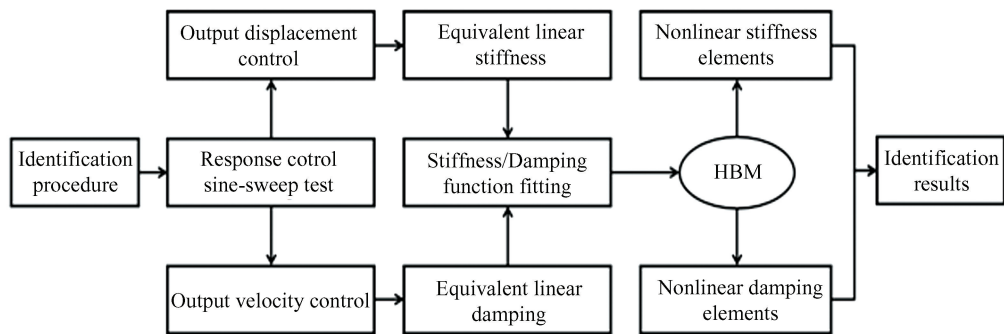 Output displacement
control
Equivalent linear
stiffness
Nonlinear stiffness
elements
Identification
procedure
Response cotrol
sine-sweep test
Stiffness/Damping
function fitting
HBM
Identification
results
Output velocity control
Equivalent linear
damping
Nonlinear damping
elements